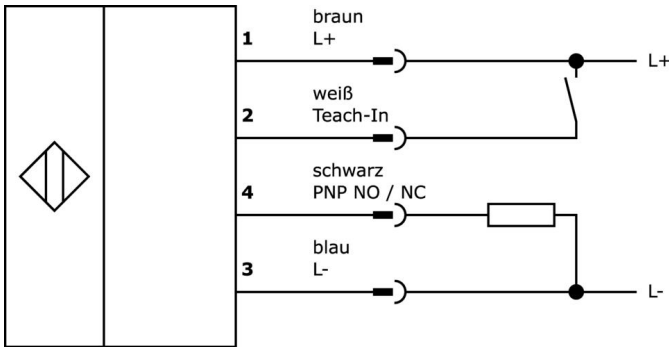 braun
1 L+
L+
weiß
2 Teach-In
schwarz
4 PNP NO / NC
blau
3 L-
L-